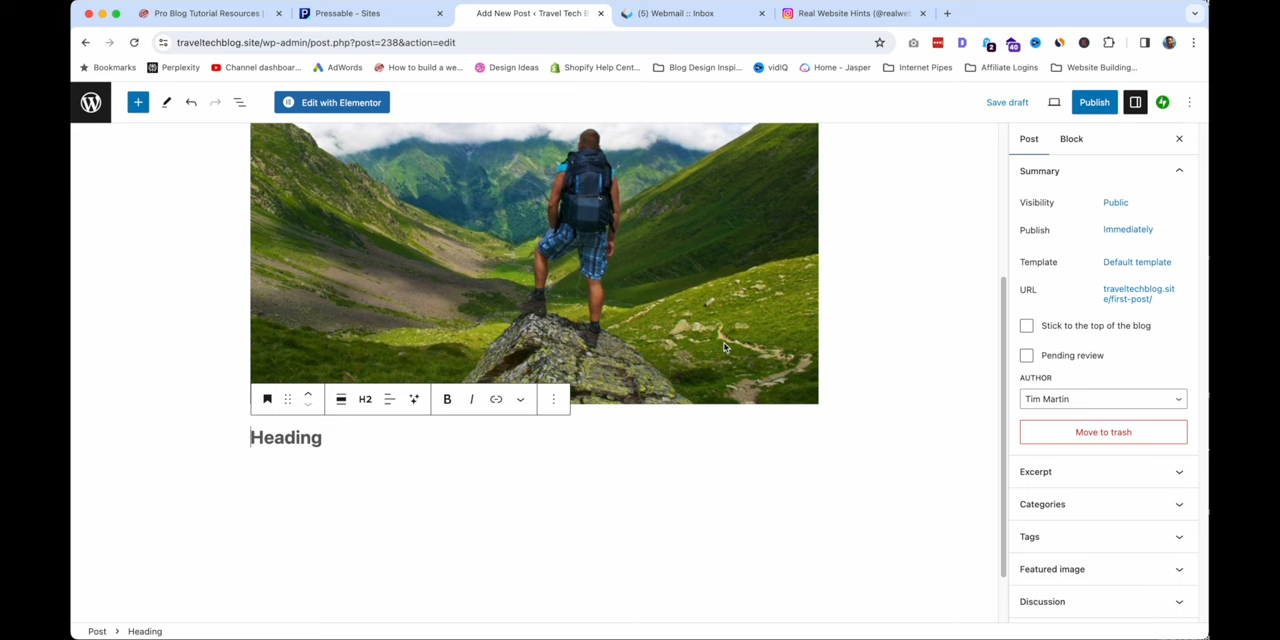 Pro Blog Tutorial Resources |
Pressable - Sites
Add New Post ‹ Travel Tech B
(5) Webmail :: Inbox
Real Website Hints (@realweb
traveltechblog.site/wp-admin/post.php?post=238&action=edit
2
40
Bookmarks
Perplexity
Channel dashboar...
AdWords
How to build a we...
Design Ideas
Shopify Help Cent...
Blog Design Inspi...
vidIQ
Home - Jasper
Internet Pipes
Affiliate Logins
Website Building...
Edit with Elementor
Save draft
Publish
Post
Block
Summary
Visibility
Public
Publish
Immediately
Template
Default template
URL
traveltechblog.sit
e/first-post/
Stick to the top of the blog
Pending review
AUTHOR
Tim Martin
Move to trash
H2
B
I
Heading
Excerpt
Categories
Tags
Featured image
Discussion
Post > Heading